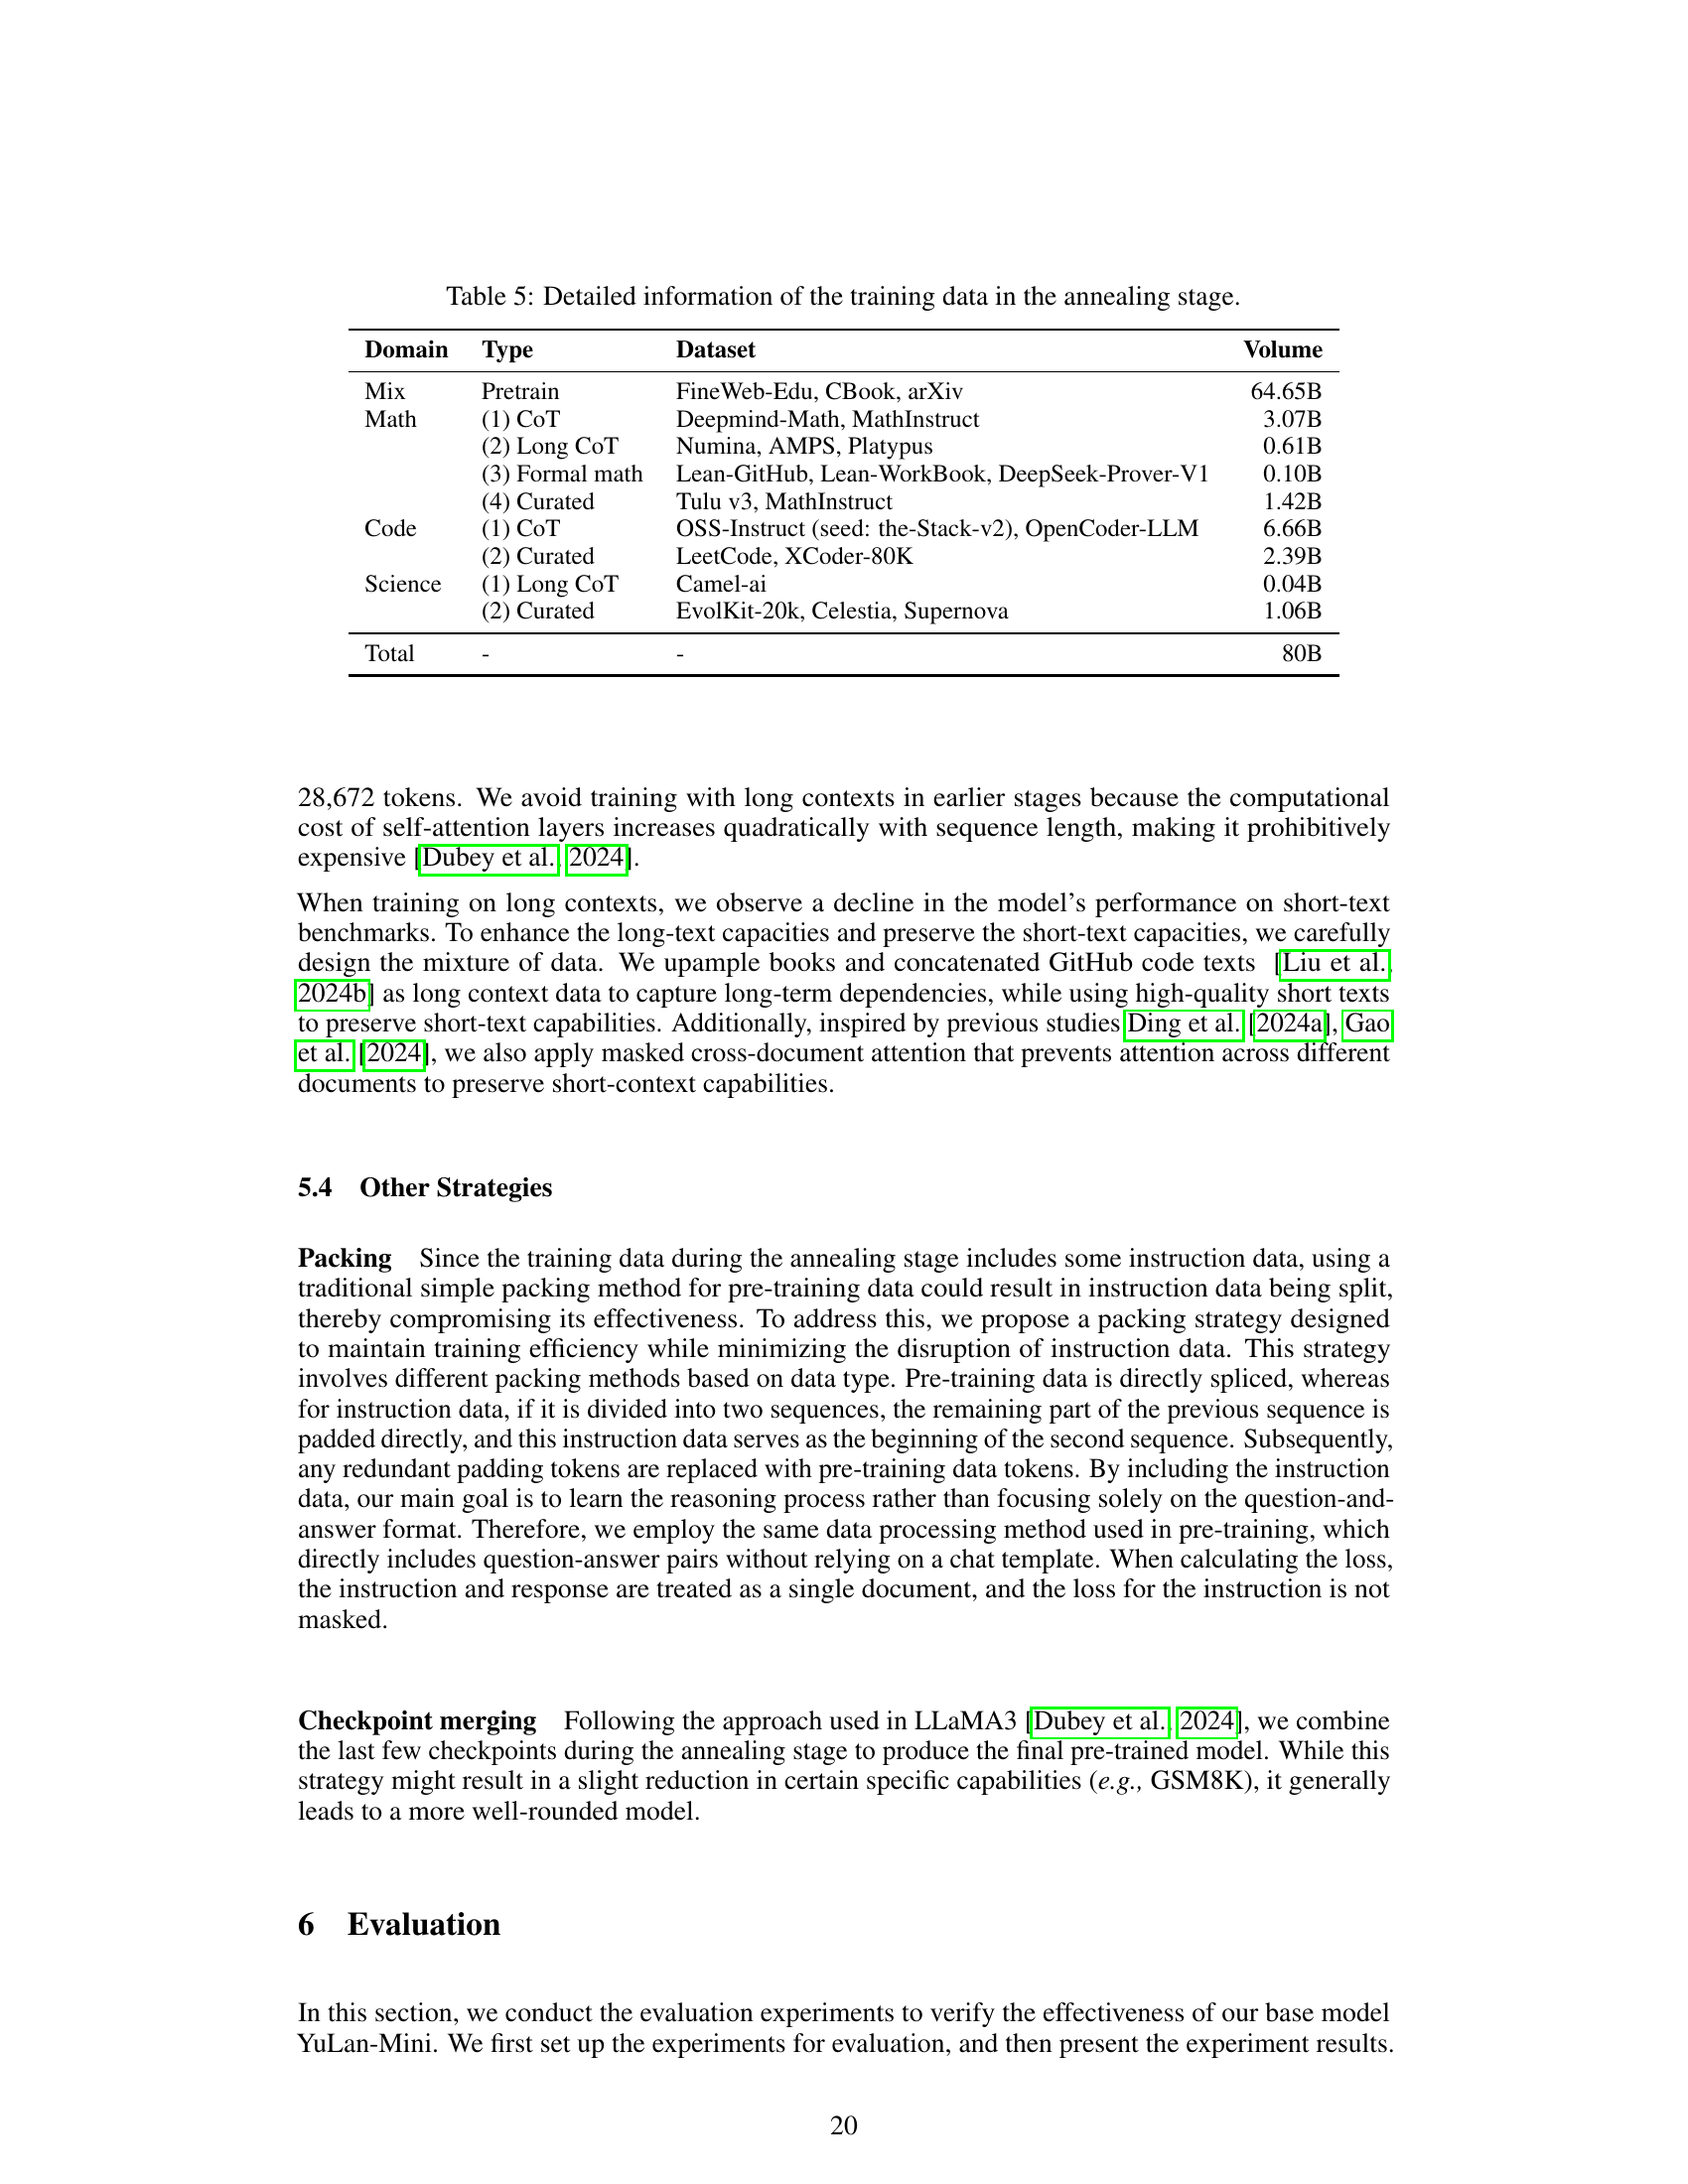 Table 5: Detailed information of the training data in the annealing stage.
Domain Type Dataset Volume
Mix Pretrain FineWeb-Edu, CBook, arXiv 64.65B
Math (1) CoT Deepmind-Math, MathInstruct 3.07B
(2) Long CoT Numina, AMPS, Platypus 0.61B
(3) Formal math Lean-GitHub, Lean-WorkBook, DeepSeek-Prover-V1 0.10B
(4) Curated Tulu v3, MathInstruct 1.42B
Code (1) CoT OSS-Instruct (seed: the-Stack-v2), OpenCoder-LLM 6.66B
(2) Curated LeetCode, XCoder-80K 2.39B
Science (1) Long CoT Camel-ai 0.04B
(2) Curated EvolKit-20k, Celestia, Supernova 1.06B
Total - - 80B
28,672 tokens. We avoid training with long contexts in earlier stages because the computational
cost of self-attention layers increases quadratically with sequence length, making it prohibitively
expensive [Dubey et al., 2024].
When training on long contexts, we observe a decline in the model's performance on short-text
benchmarks. To enhance the long-text capacities and preserve the short-text capacities, we carefully
design the mixture of data. We upample books and concatenated GitHub code texts [Liu et al.,
2024b] as long context data to capture long-term dependencies, while using high-quality short texts
to preserve short-text capabilities. Additionally, inspired by previous studies Ding et al. [2024a], Gao
et al. [2024], we also apply masked cross-document attention that prevents attention across different
documents to preserve short-context capabilities.
5.4 Other Strategies
Packing Since the training data during the annealing stage includes some instruction data, using a
traditional simple packing method for pre-training data could result in instruction data being split,
thereby compromising its effectiveness. To address this, we propose a packing strategy designed
to maintain training efficiency while minimizing the disruption of instruction data. This strategy
involves different packing methods based on data type. Pre-training data is directly spliced, whereas
for instruction data, if it is divided into two sequences, the remaining part of the previous sequence is
padded directly, and this instruction data serves as the beginning of the second sequence. Subsequently,
any redundant padding tokens are replaced with pre-training data tokens. By including the instruction
data, our main goal is to learn the reasoning process rather than focusing solely on the question-and-
answer format. Therefore, we employ the same data processing method used in pre-training, which
directly includes question-answer pairs without relying on a chat template. When calculating the loss,
the instruction and response are treated as a single document, and the loss for the instruction is not
masked.
Checkpoint merging Following the approach used in LLaMA3 [Dubey et al., 2024], we combine
the last few checkpoints during the annealing stage to produce the final pre-trained model. While this
strategy might result in a slight reduction in certain specific capabilities (e.g., GSM8K), it generally
leads to a more well-rounded model.
6 Evaluation
In this section, we conduct the evaluation experiments to verify the effectiveness of our base model
YuLan-Mini. We first set up the experiments for evaluation, and then present the experiment results.
20